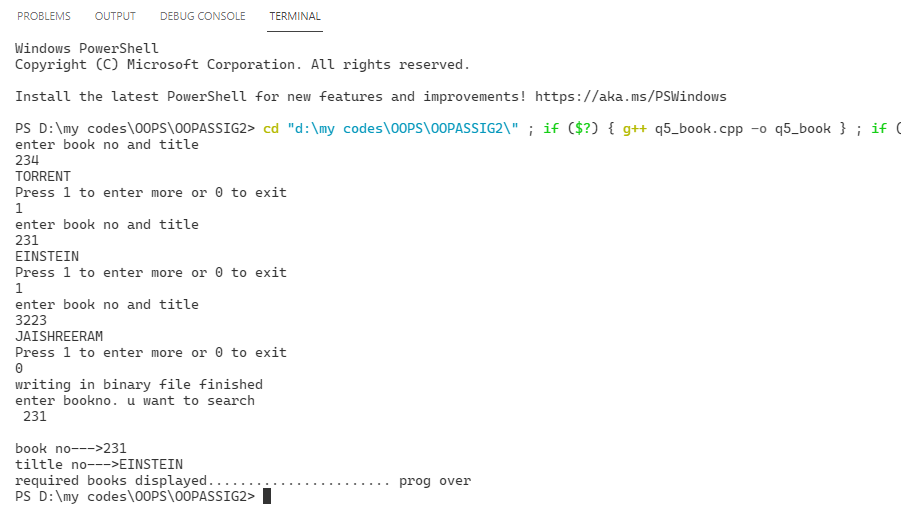 PROBLEMS OUTPUT DEBUG CONSOLE TERMINAL
Windows PowerShell
Copyright (C) Microsoft Corporation. All rights reserved.
Install the latest PowerShell for new features and improvements! https://aka.ms/PSWindows
PS D:\my codes\OOPS\OOPASSIG2> cd "d:\my codes\OOPS\OOPASSIG2\" ; if ($?) { g++ q5_book.cpp -o q5_book } ; if (
enter book no and title
234
TORRENT
Press 1 to enter more or 0 to exit
1
enter book no and title
231
EINSTEIN
Press 1 to enter more or 0 to exit
1
enter book no and title
3223
JAISHREERAM
Press 1 to enter more or 0 to exit
0
writing in binary file finished
enter bookno. u want to search
231
book no--->231
tiltle no--->EINSTEIN
required books displayed....................... prog over
PS D:\my codes\OOPS\OOPASSIG2>